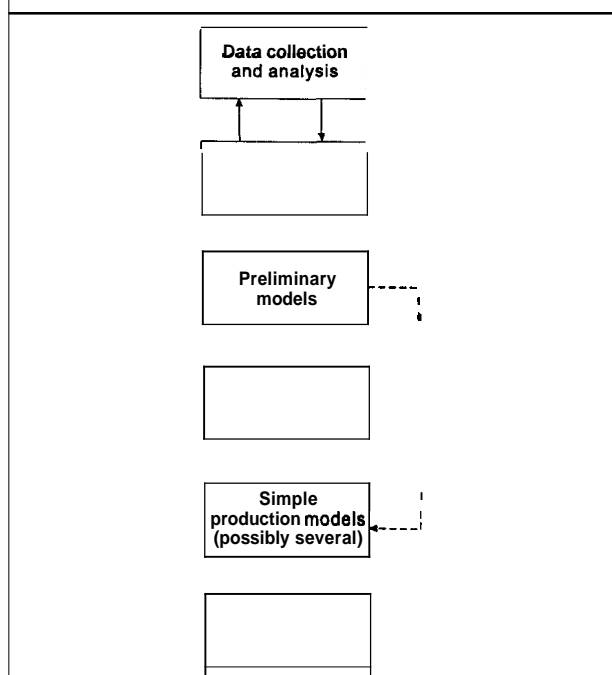 Data collection
and analysis
Preliminary
models
Simple
production models
(possibly several)